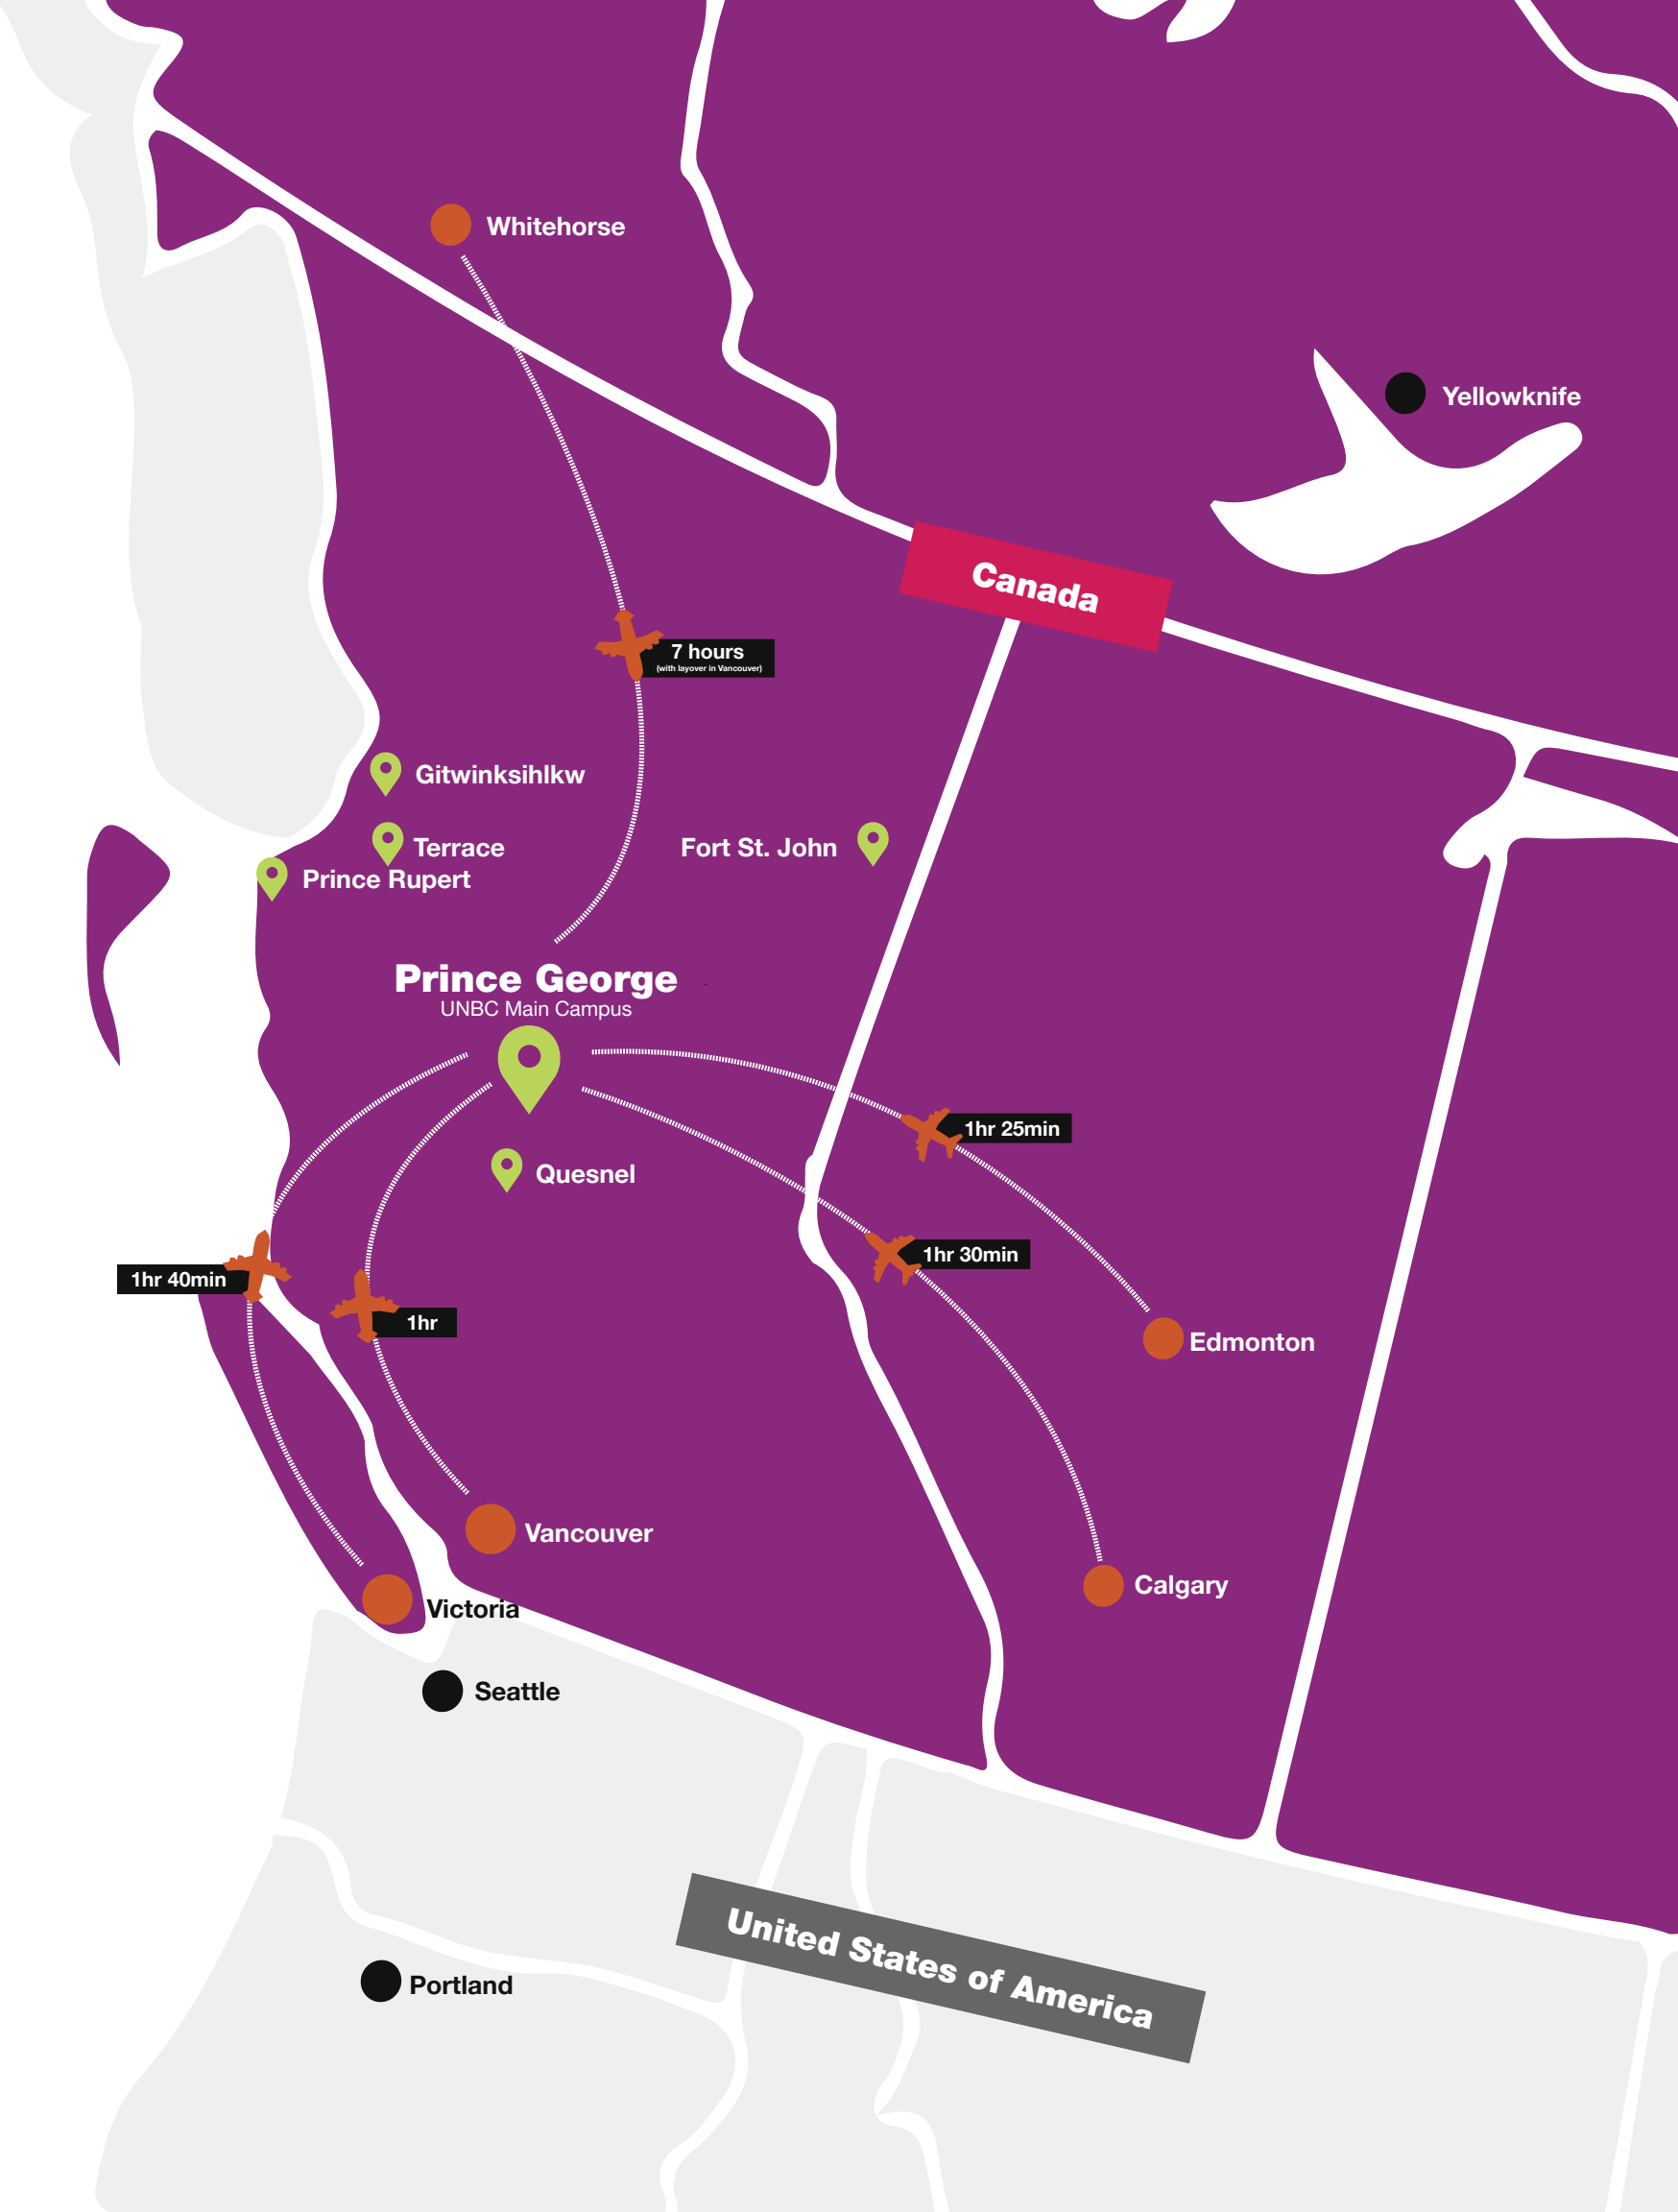 Whitehorse
Yellowknife
Canada
7 hours
(with layover in Vancouver)
Gitwinksihlkw
Terrace
Fort St. John
Prince Rupert
Prince George
UNBC Main Campus
1hr 25min
Quesnel
1hr 30min
1hr 40min
1hr
Edmonton
Vancouver
Calgary
Victoria
Seattle
United States of America
Portland